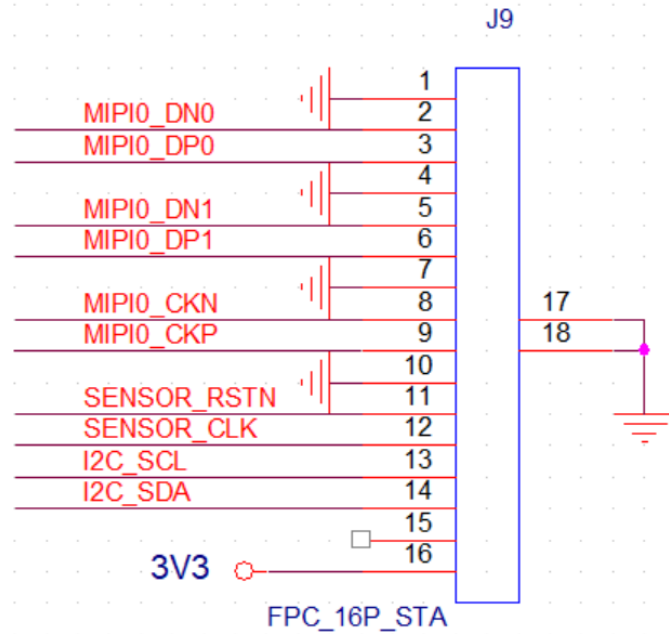 J9
1
MIPI0_DN0 2
MIPI0_DP0 3
4
MIPI0_DN1 5
MIPI0_DP1 6
7
MIPI0_CKN 8 17
MIPI0_CKP 9 18
10
SENSOR_RSTN 11
SENSOR_CLK 12
I2C_SCL 13
I2C_SDA 14
15
3V3 16
FPC_16P_STA